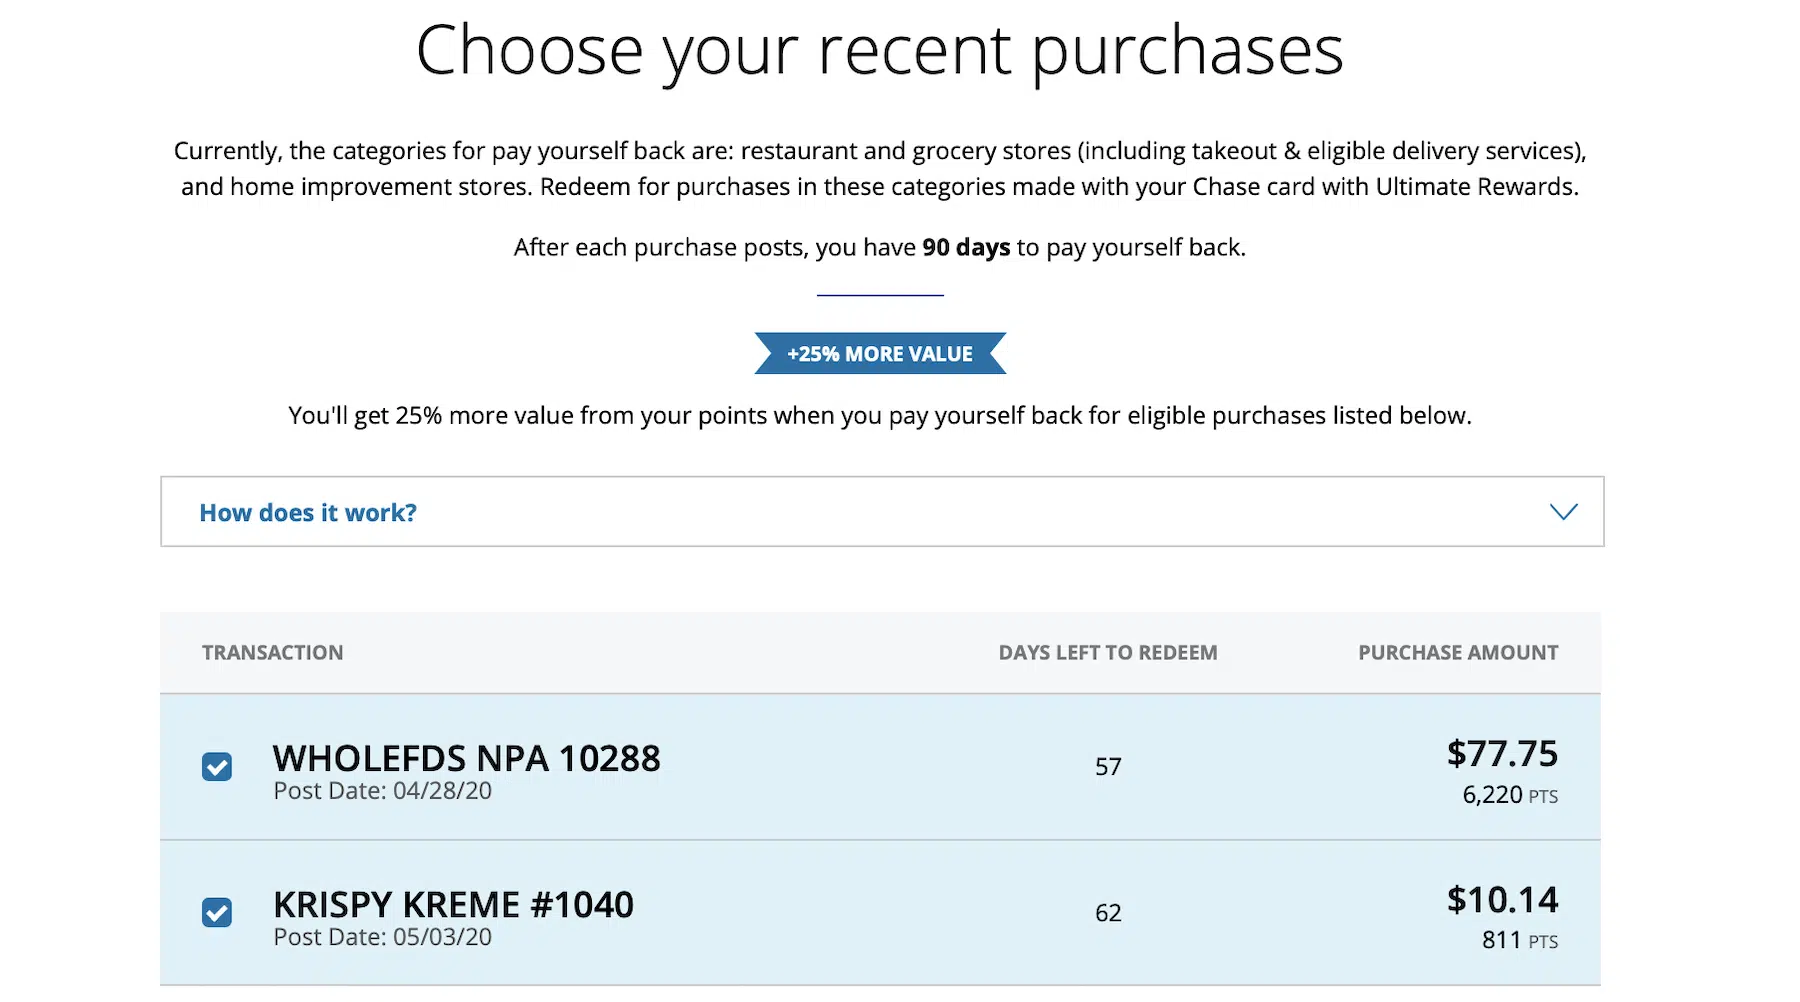 Choose your recent purchases
Currently, the categories for pay yourself back are: restaurant and grocery stores (including takeout & eligible delivery services),
and home improvement stores. Redeem for purchases in these categories made with your Chase card with Ultimate Rewards.
After each purchase posts, you have 90 days to pay yourself back.
+25% MORE VALUE
You'll get 25% more value from your points when you pay yourself back for eligible purchases listed below.
How does it work?
TRANSACTION DAYS LEFT TO REDEEM PURCHASE AMOUNT
WHOLEFDS NPA 10288 57 $77.75
Post Date: 04/28/20 6,220 PTS
KRISPY KREME #1040 62 $10.14
Post Date: 05/03/20 811 PTS